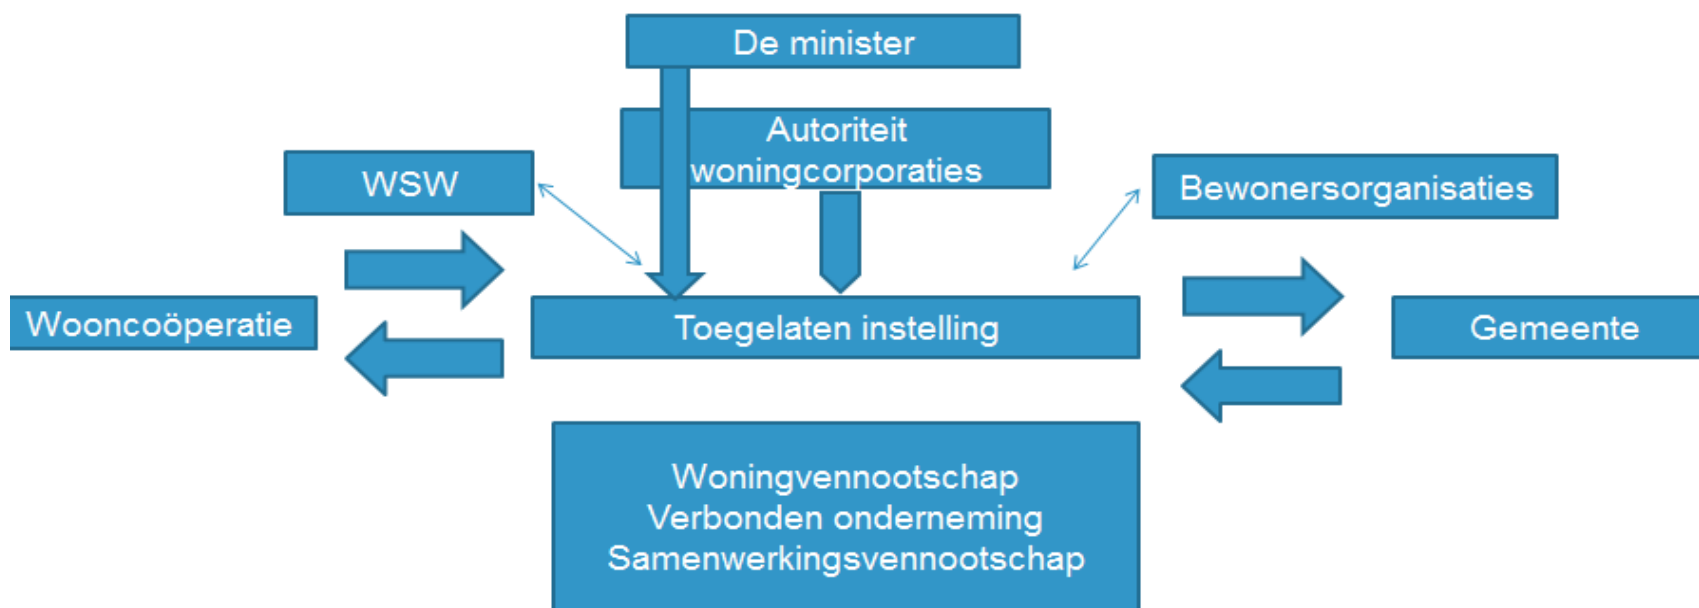 De minister
Autoriteit
woningcorporaties
WSW
Bewonersorganisaties
Wooncoöperatie
Toegelaten instelling
Gemeente
Woningvennootschap
Verbonden onderneming
Samenwerkingsvennootschap